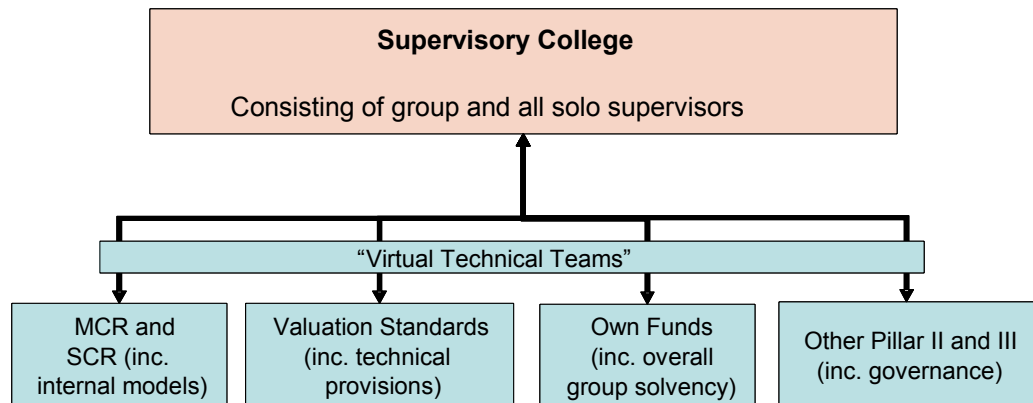 Supervisory College
Consisting of group and all solo supervisors
“Virtual Technical Teams”
MCR and
SCR (inc.
internal models)
Valuation Standards
(inc. technical
provisions)
Own Funds
(inc. overall
group solvency)
Other Pillar II and III
(inc. governance)